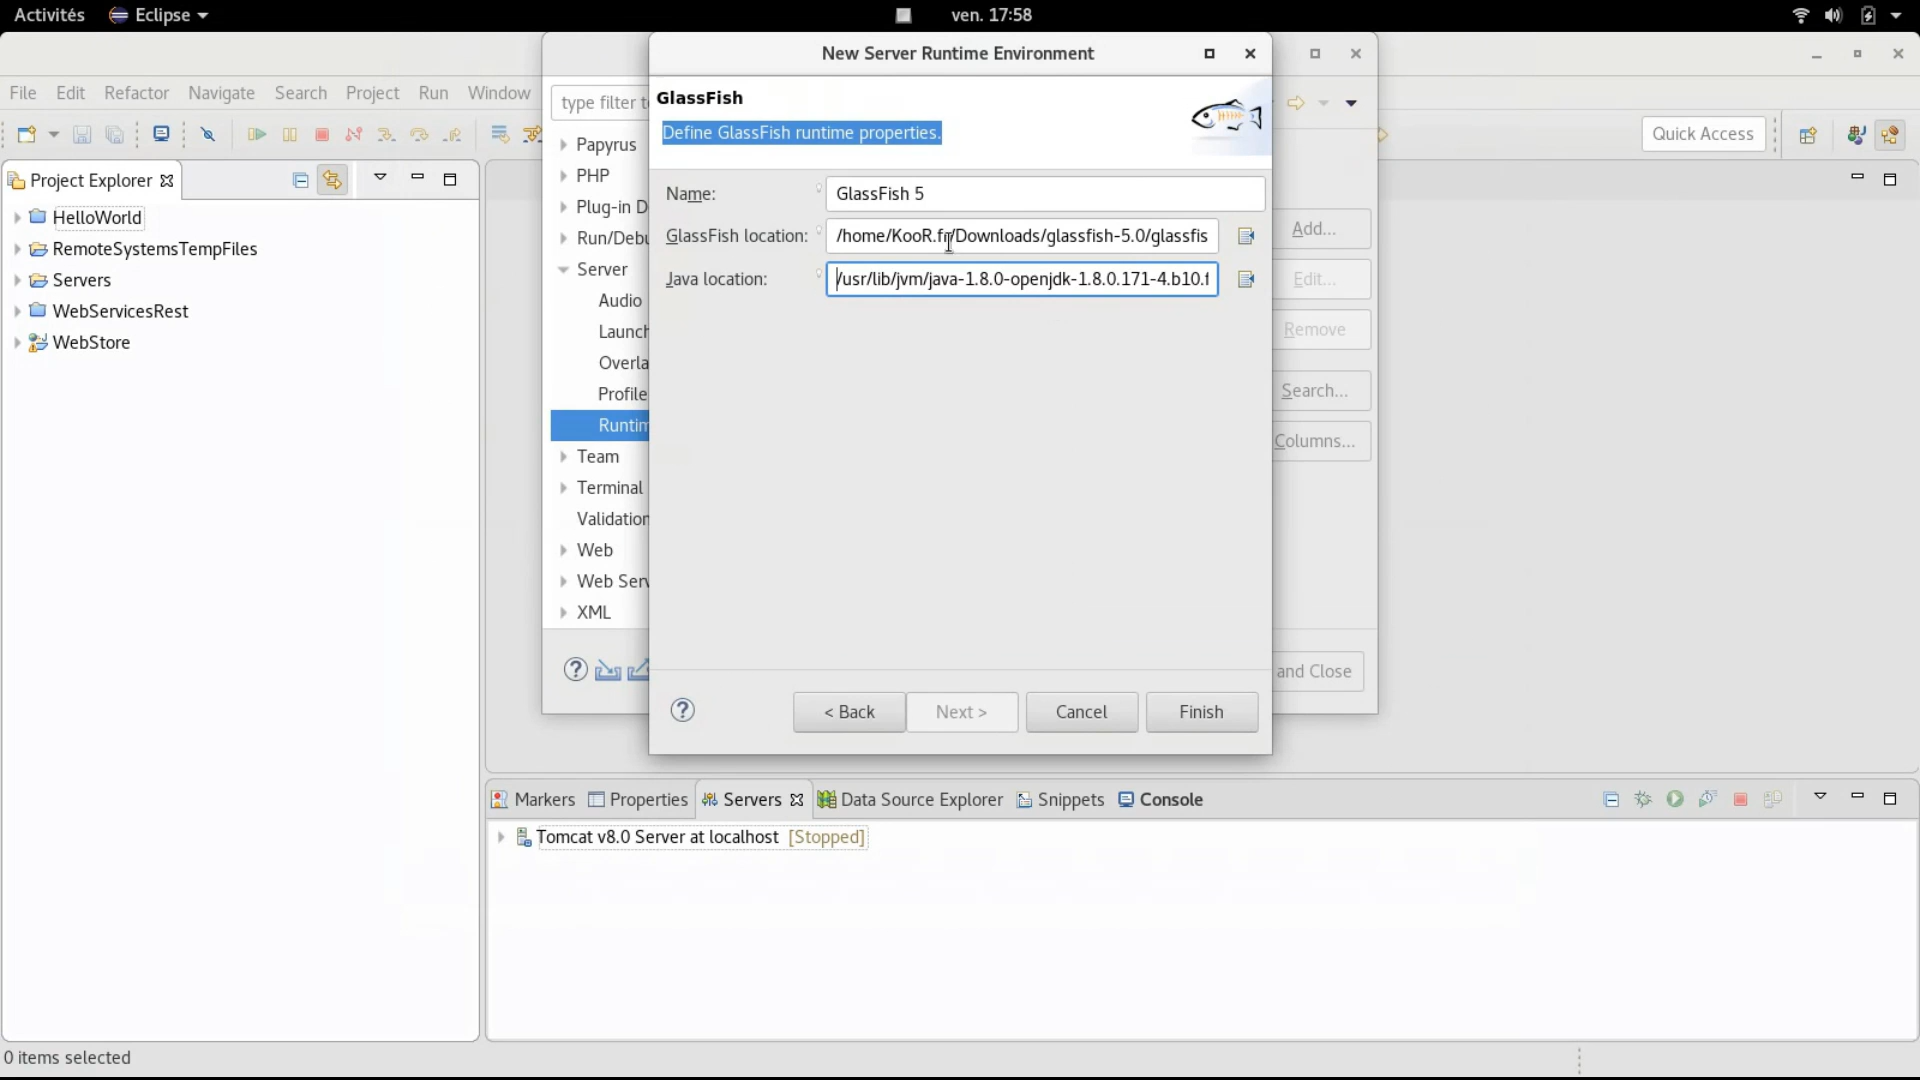 Activités
Eclipse
ven. 17:58
New Server Runtime Environment
File Edit Refactor Navigate Search Project Run Window
Quick Access
GlassFish
Define GlassFish runtime properties.
Name:
GlassFish 5
GlassFish location:
/home/KooR.fr/Downloads/glassfish-5.0/glassfis
Java location:
/usr/lib/jvm/java-1.8.0-openjdk-1.8.0.171-4.b10.f
< Back
Next >
Cancel
Finish
type filter t
Papyrus
PHP
Plug-in D
Run/Debu
Server
Audio
Launch
Overla
Profile
Runtim
Team
Terminal
Validation
Web
Web Serv
XML
Add...
Edit...
Remove
Search...
Columns...
and Close
Project Explorer
HelloWorld
RemoteSystemsTempFiles
Servers
WebServicesRest
WebStore
Markers
Properties
Servers
Data Source Explorer
Snippets
Console
Tomcat v8.0 Server at localhost [Stopped]
0 items selected